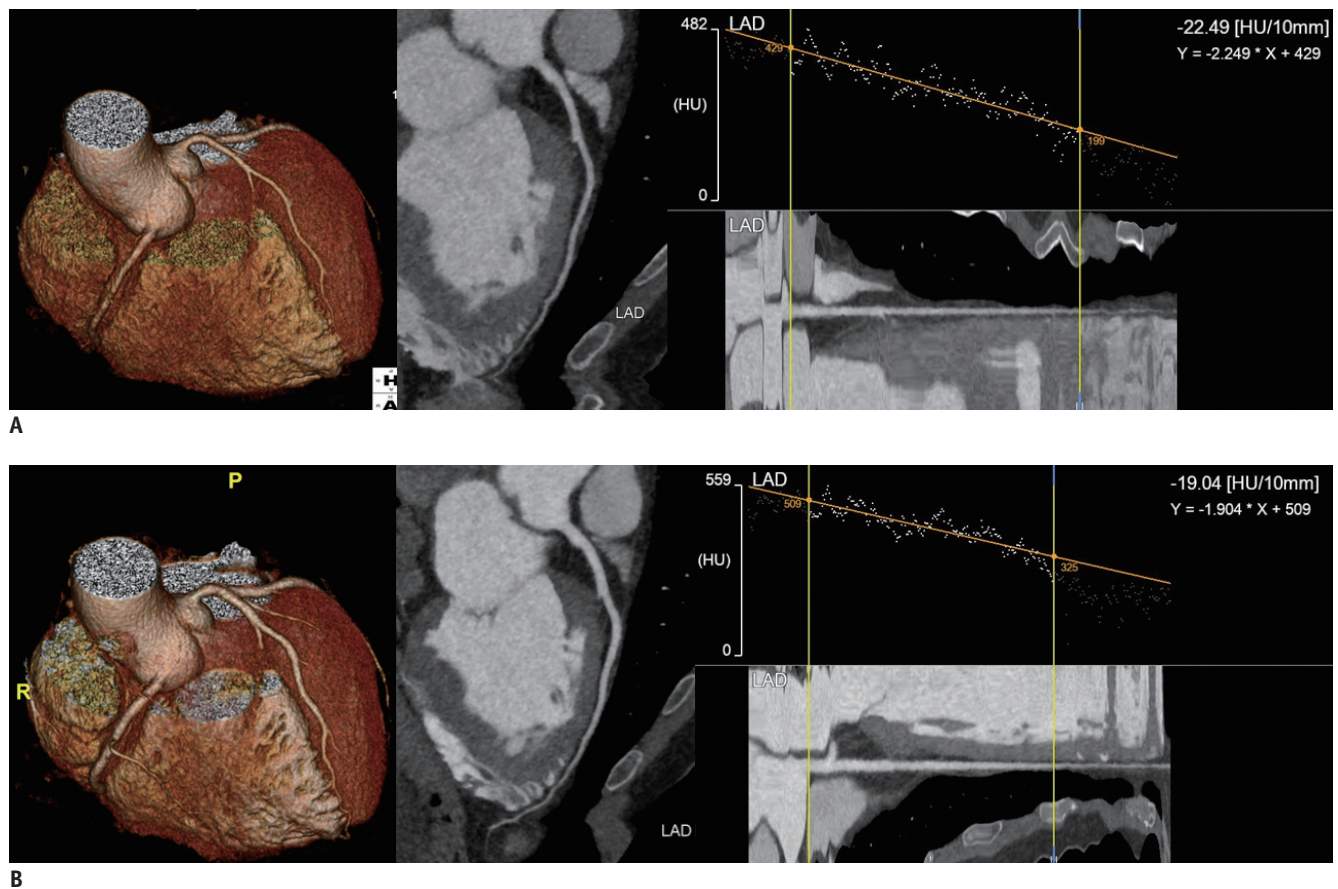 482
LAD
429
(HU)
0
199
-22.49 [HU/10mm]
Y = -2.249 * X + 429
LAD
LAD
H
A
A
P
R
559
LAD
509
(HU)
0
325
-19.04 [HU/10mm]
Y = -1.904 * X + 509
LAD
LAD
B